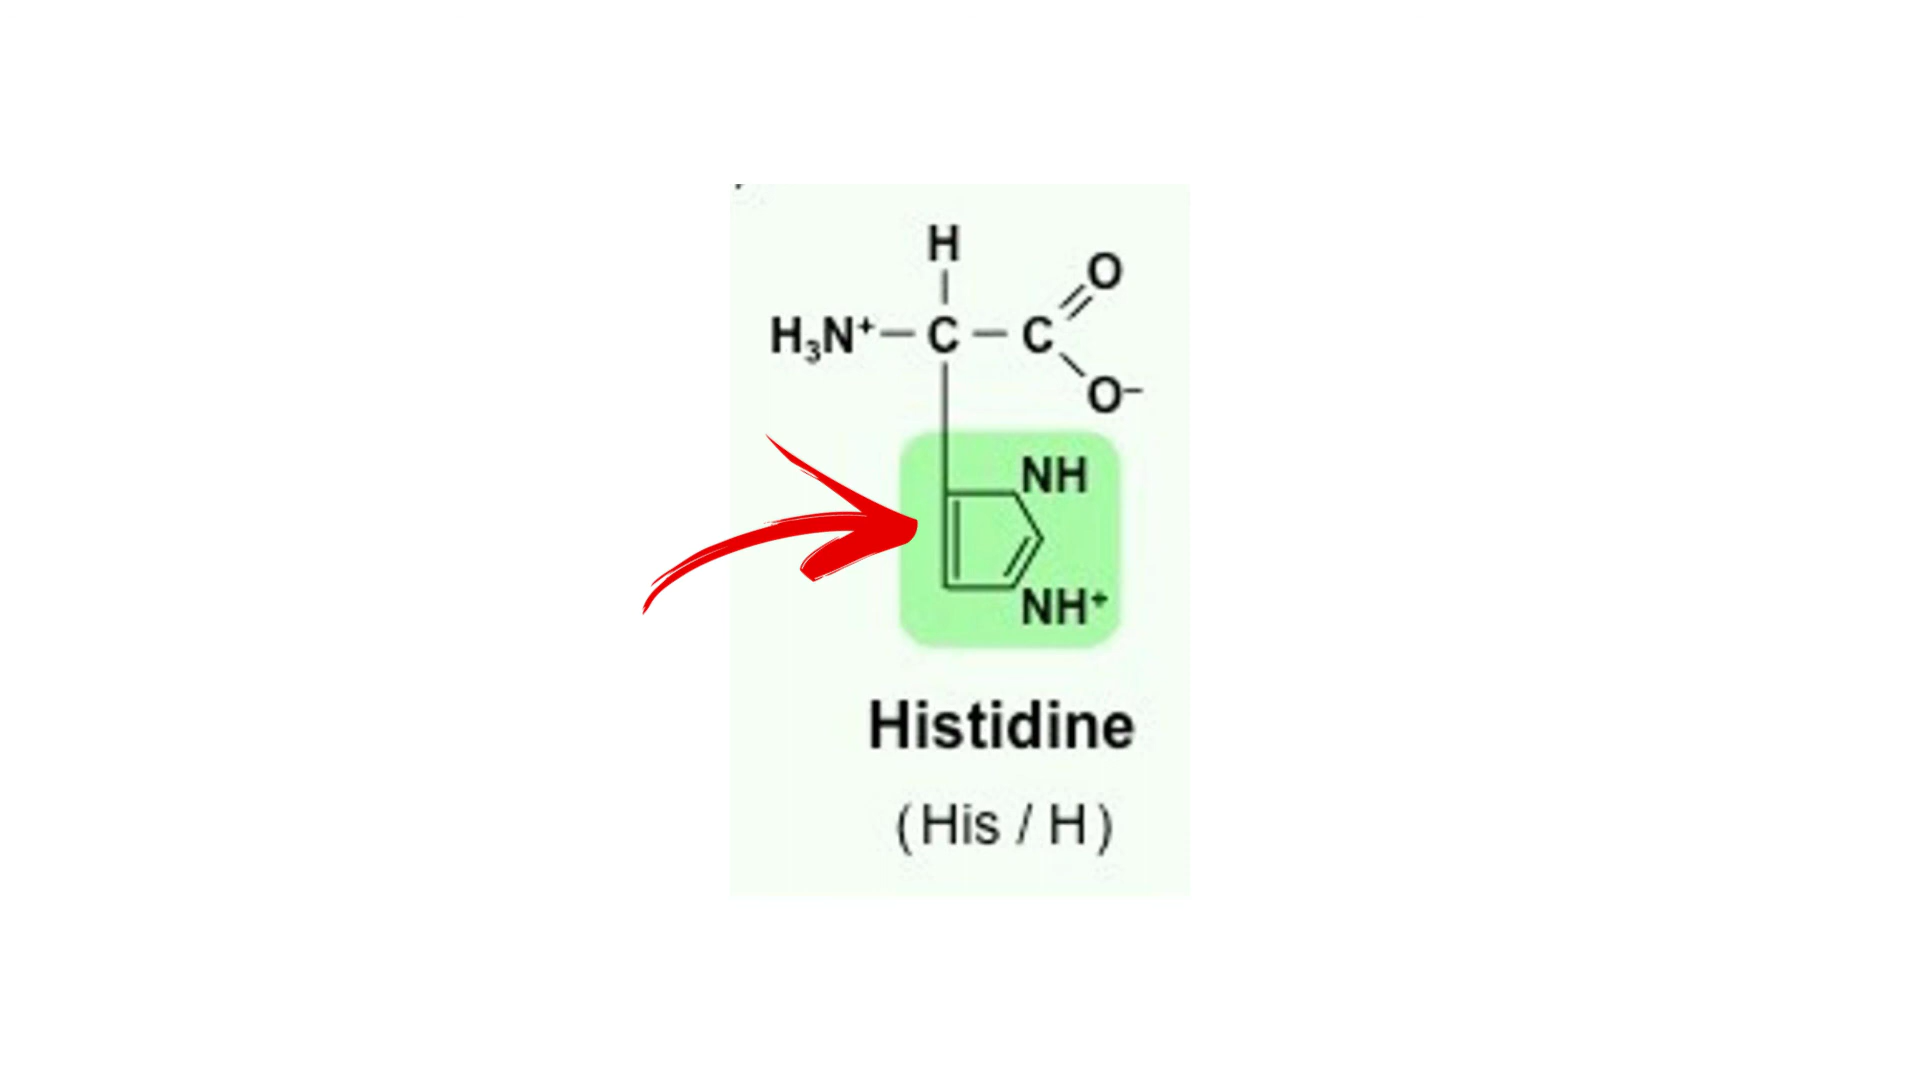 H
O
H₃N⁺ C C
O⁻
NH
NH⁺
Histidine
(His / H)